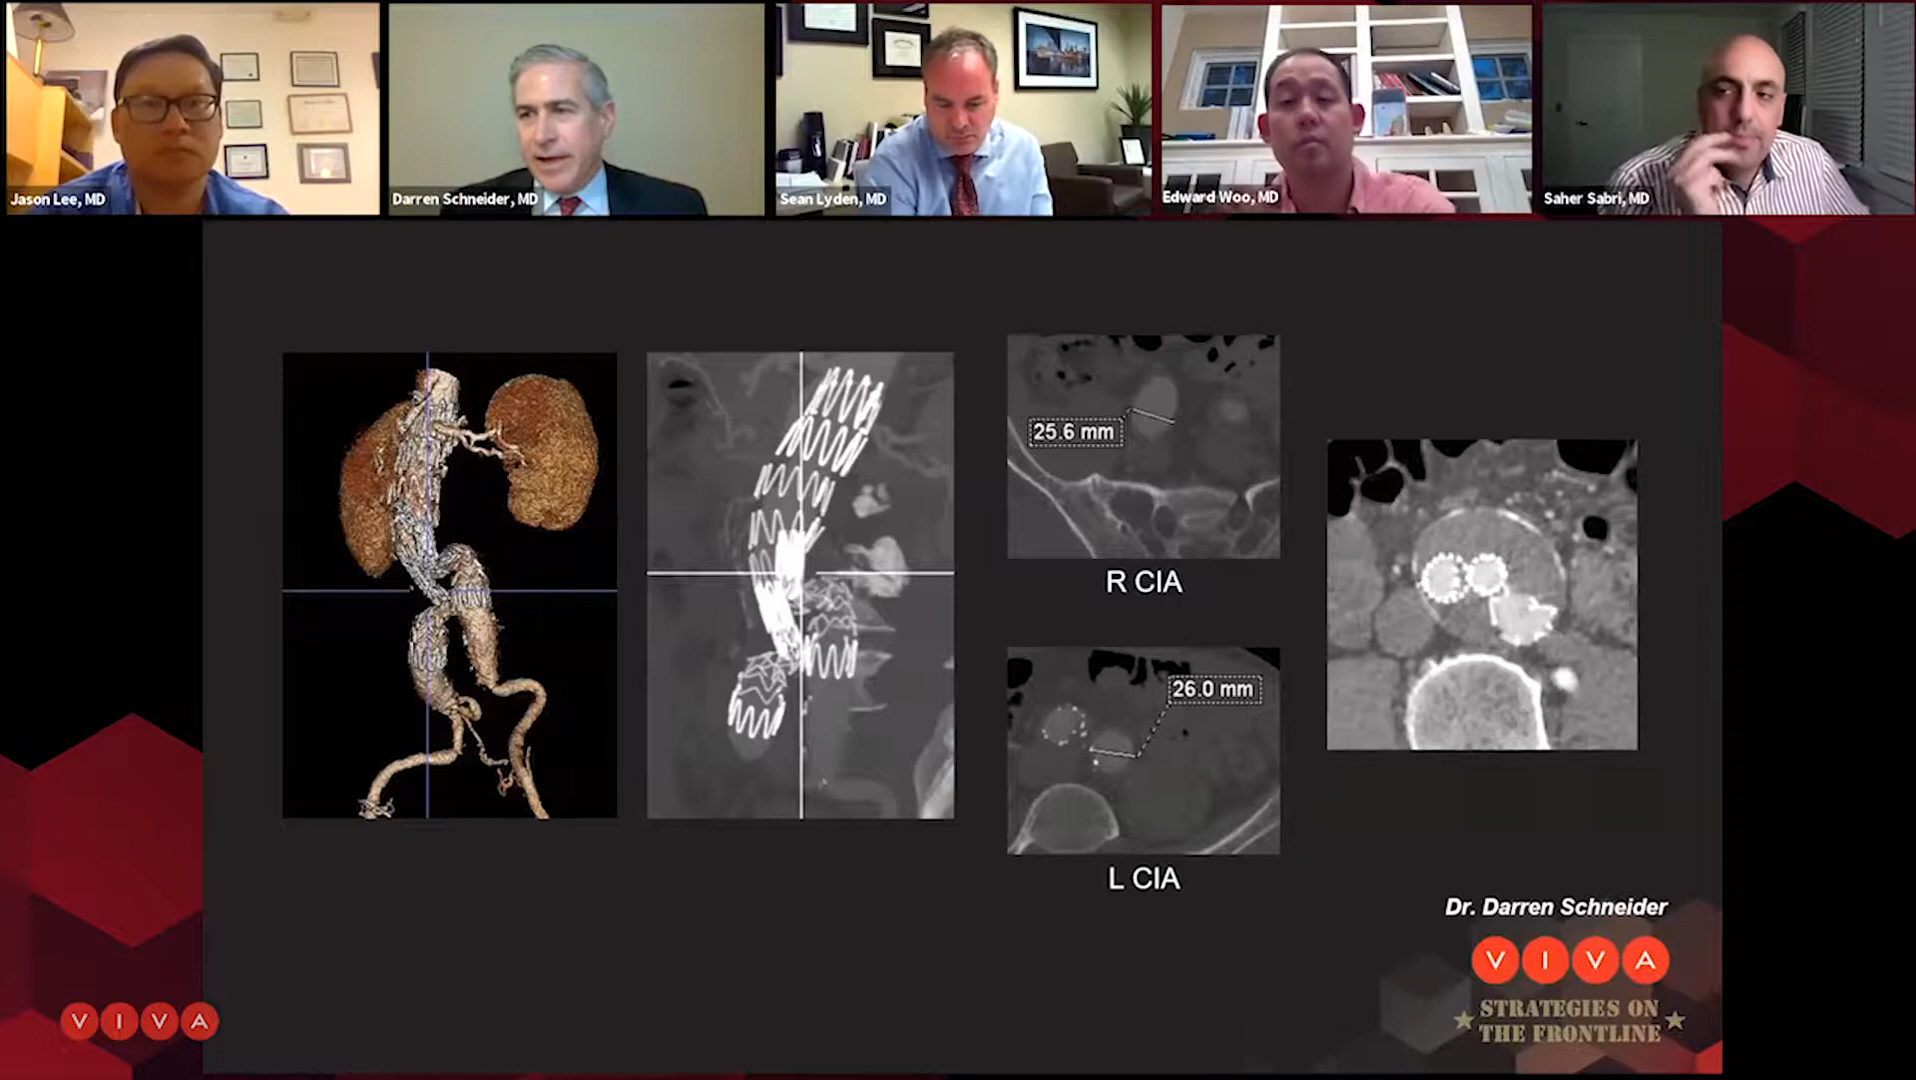 Jason Lee, MD
Darren Schneider, MD
Sean Lyden, MD
Edward Woo, MD
Saher Sabri, MD
25.6 mm
R CIA
26.0 mm
L CIA
Dr. Darren Schneider
VIVA
STRATEGIES ON
THE FRONTLINE
VIVA